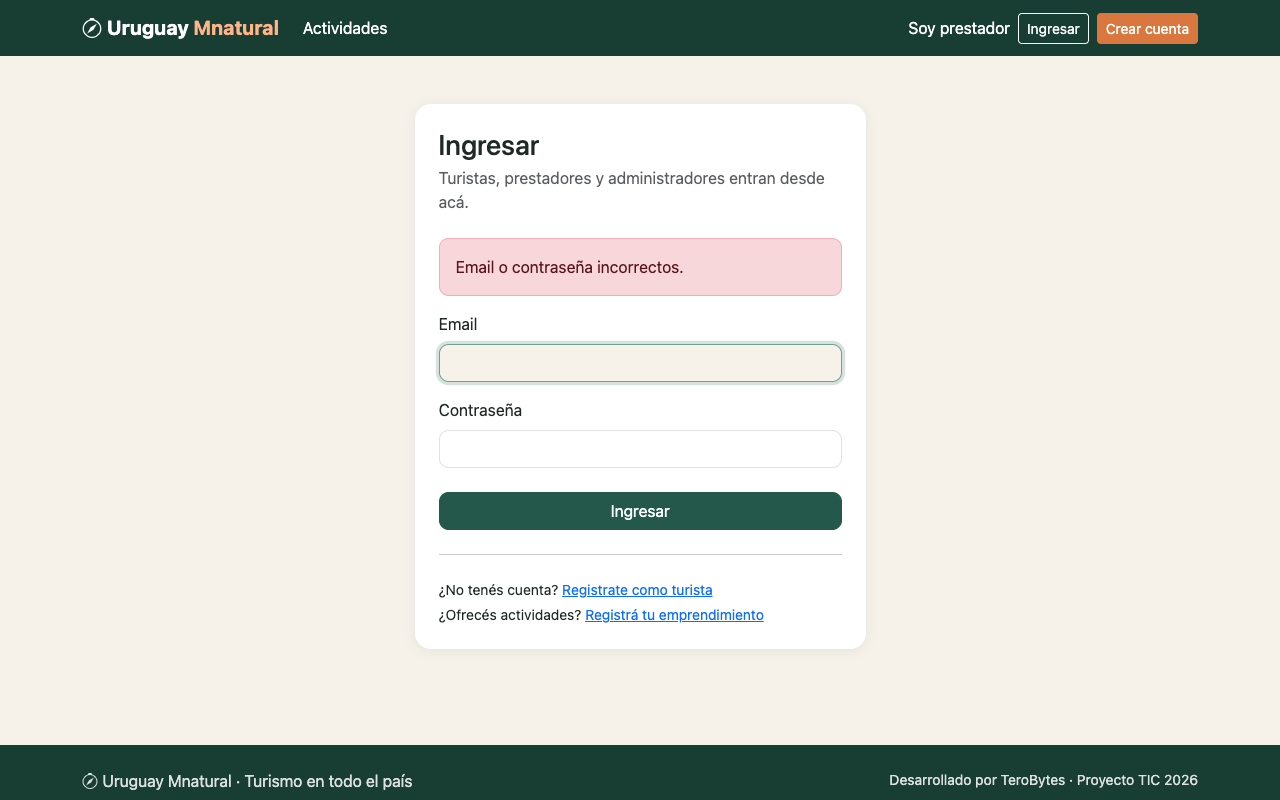 Uruguay Mnatural
Actividades
Soy prestador
Ingresar
Crear cuenta
Ingresar
Turistas, prestadores y administradores entran desde
acá.
Email o contraseña incorrectos.
Email
Contraseña
Ingresar
¿No tenés cuenta? Registrate como turista
¿Ofrecés actividades? Registrá tu emprendimiento
Uruguay Mnatural · Turismo en todo el país
Desarrollado por TeroBytes · Proyecto TIC 2026